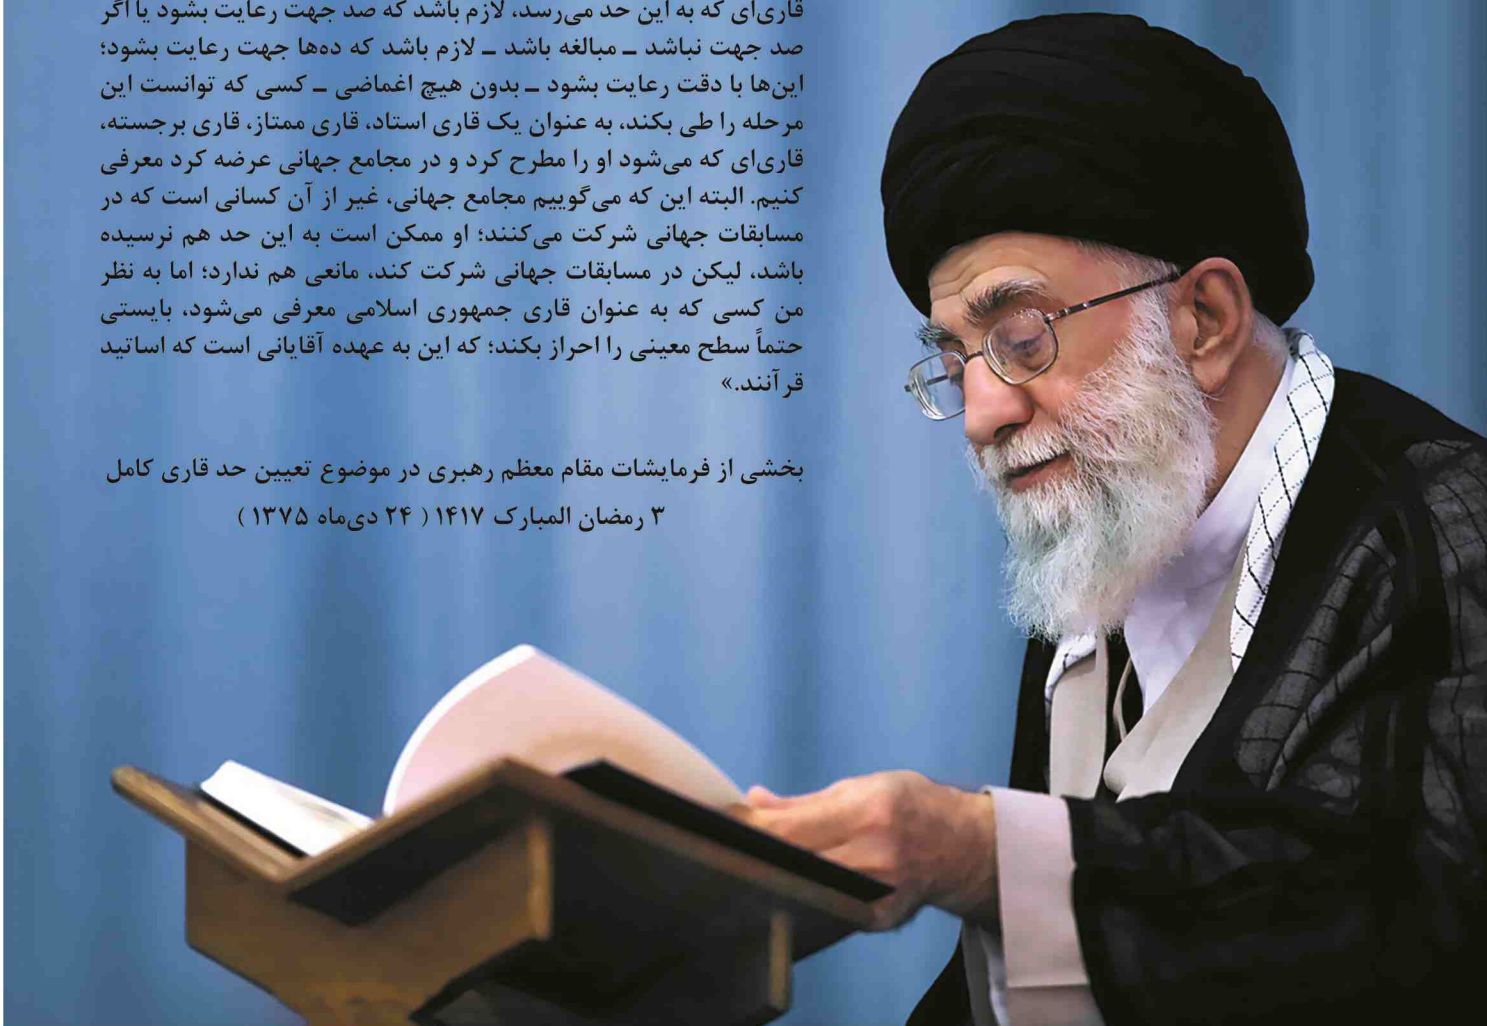 قاری‌ای که به این حد می‌رسد، لازم باشد که صد جهت رعایت بشود یا اگر
صد جهت نباشد ـ مبالغه باشد ـ لازم باشد که ده‌ها جهت رعایت بشود؛
این‌ها با دقت رعایت بشود ـ بدون هیچ اغماضی ـ کسی که توانست این
مرحله را طی بکند، به عنوان یک قاری استاد، قاری ممتاز، قاری برجسته،
قاری‌ای که می‌شود او را مطرح کرد و در مجامع جهانی عرضه کرد معرفی
کنیم. البته این که می‌گوییم مجامع جهانی، غیر از آن کسانی است که در
مسابقات جهانی شرکت می‌کنند؛ او ممکن است به این حد هم نرسیده
باشد، لیکن در مسابقات جهانی شرکت کند، مانعی هم ندارد؛ اما به نظر
من کسی که به عنوان قاری جمهوری اسلامی معرفی می‌شود، بایستی
حتماً سطح معینی را احراز بکند؛ که این به عهده آقایانی است که اساتید
قرآنند.»
بخشی از فرمایشات مقام معظم رهبری در موضوع تعیین حد قاری کامل
۳ رمضان المبارک ۱۴۱۷ ( ۲۴ دی‌ماه ۱۳۷۵ )